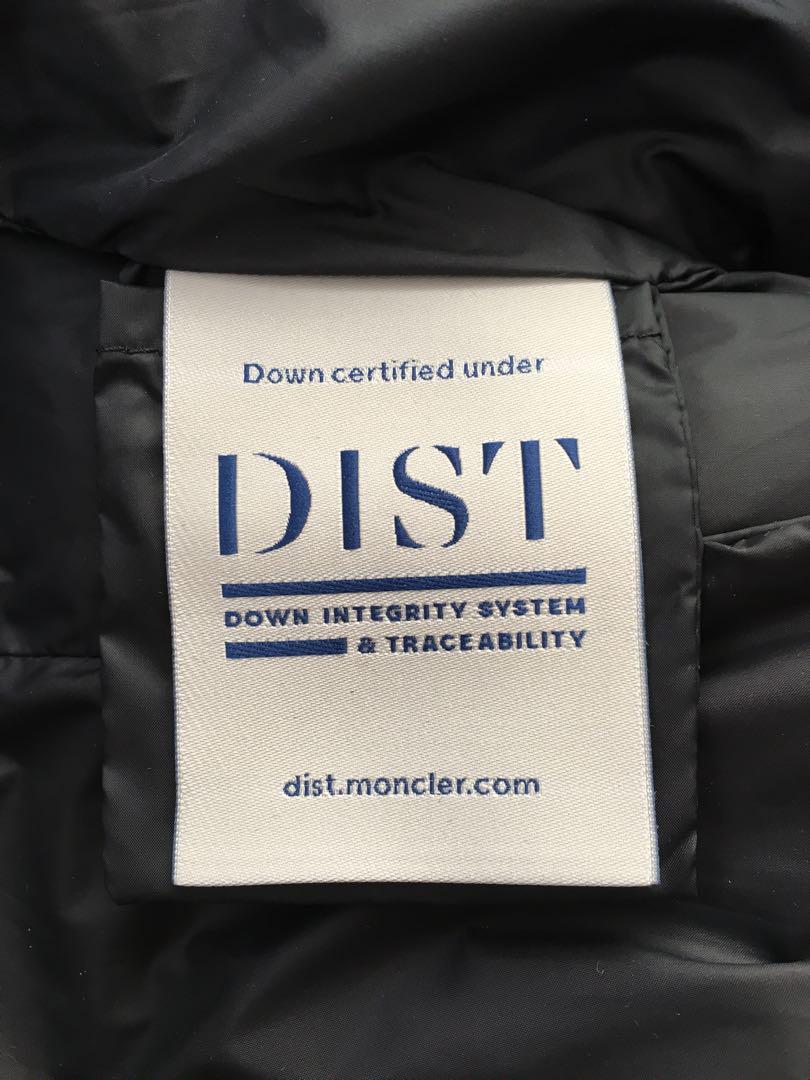 Down certified under
DIST
DOWN INTEGRITY SYSTEM
& TRACEABILITY
dist.moncler.com